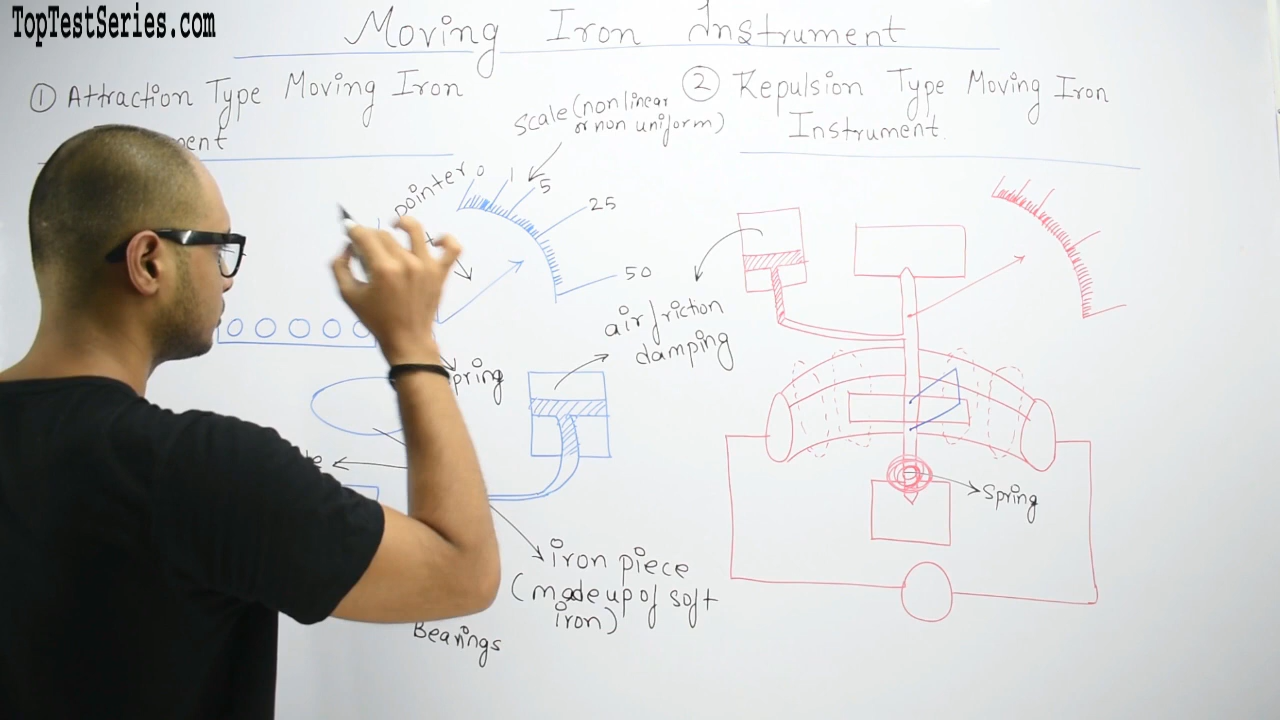 TopTestSeries.com
Moving Iron Instrument
① Attraction Type Moving Iron
ment
② Repulsion Type Moving Iron
Instrument.
Scale (non linear
or non uniform)
pointer
0
1
5
25
50
air friction
damping
pring
Spring
iron piece
(made up of soft
iron)
Bearings